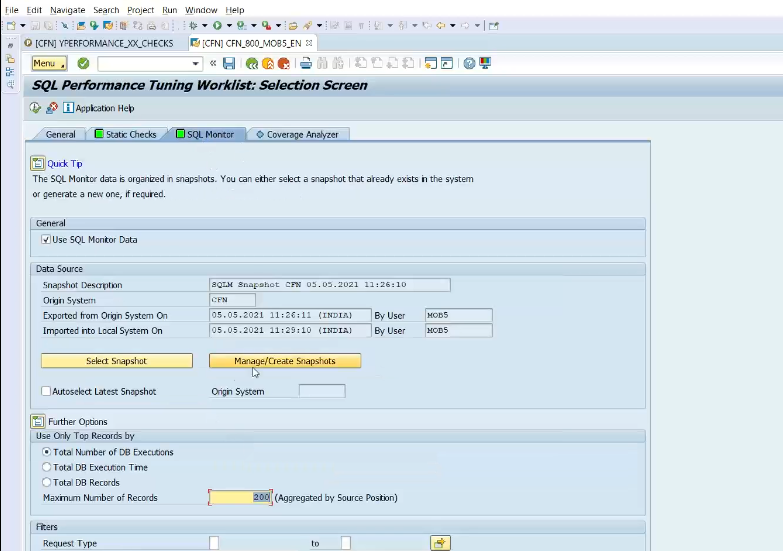 Edit Navigate Search Project Run Window Help
[CFN] YPERFORMANCE_XX_CHECKS [CFN] CFN_800_MOB5_EN
Menu
SQL Performance Tuning Worklist: Selection Screen
Application Help
General Static Checks SQL Monitor Coverage Analyzer
Quick Tip
The SQL Monitor data is organized in snapshots. You can either select a snapshot that already exists in the system
or generate a new one, if required.
General
Use SQL Monitor Data
Data Source
Snapshot Description SQLM Snapshot CFN 05.05.2021 11:26:10
Origin System CFN
Exported from Origin System On 05.05.2021 11:26:11 (INDIA) By User MOB5
Imported into Local System On 05.05.2021 11:29:10 (INDIA) By User MOB5
Select Snapshot Manage/Create Snapshots
Autoselect Latest Snapshot Origin System
Further Options
Use Only Top Records by
Total Number of DB Executions
Total DB Execution Time
Total DB Records
Maximum Number of Records 200 (Aggregated by Source Position)
Filters
Request Type to